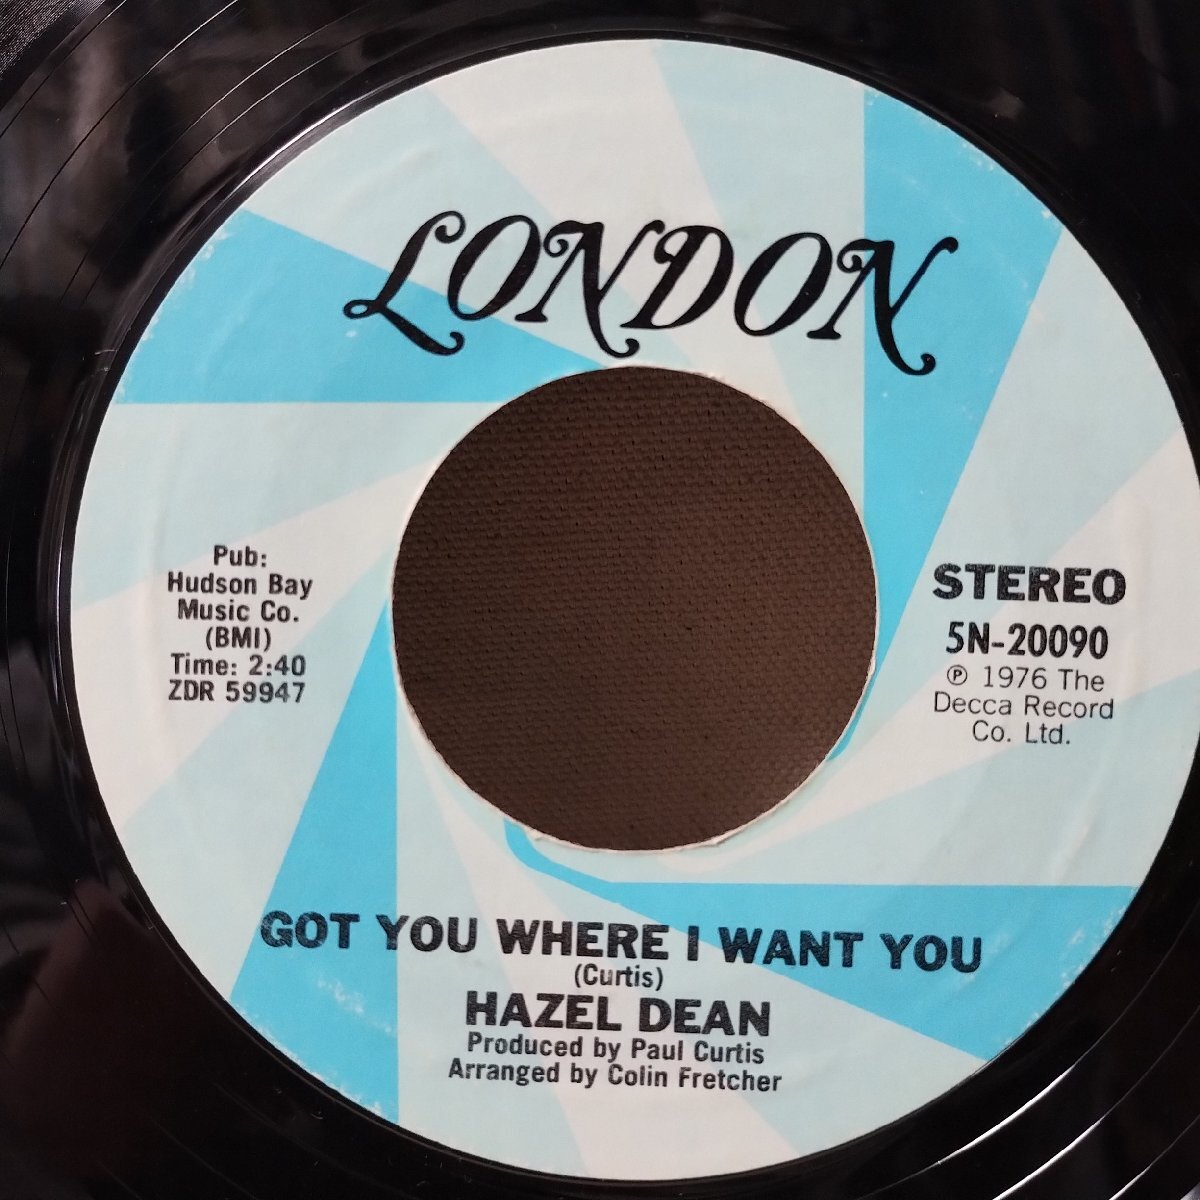 LONDON
Pub:
Hudson Bay
Music Co.
(BMI)
Time: 2:40
ZDR 59947
STEREO
5N-20090
℗ 1976 The
Decca Record
Co. Ltd.
GOT YOU WHERE I WANT YOU
(Curtis)
HAZEL DEAN
Produced by Paul Curtis
Arranged by Colin Fretcher